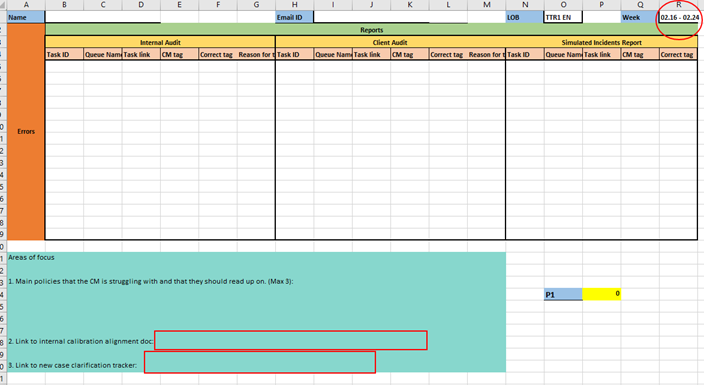 A B C D E F G H I J K L M N O P Q R
Name Email ID LOB TTR1 EN Week 02.16 - 02.24
2 Reports
3 Internal Audit Client Audit Simulated Incidents Report
4 Task ID Queue Name Task link CM tag Correct tag Reason for t Task ID Queue Name Task link CM tag Correct tag Reason for t Task ID Queue Name Task link CM tag Correct tag
5
6
7
8
9
0
1 Errors
2
3
4
5
6
7
8
9
0
1 Areas of focus
2
3 1. Main policies that the CM is struggling with and that they should read up on. (Max 3):
4 P1 0
5
6
7
8 2. Link to internal calibration alignment doc:
9
0 3. Link to new case clarification tracker:
1